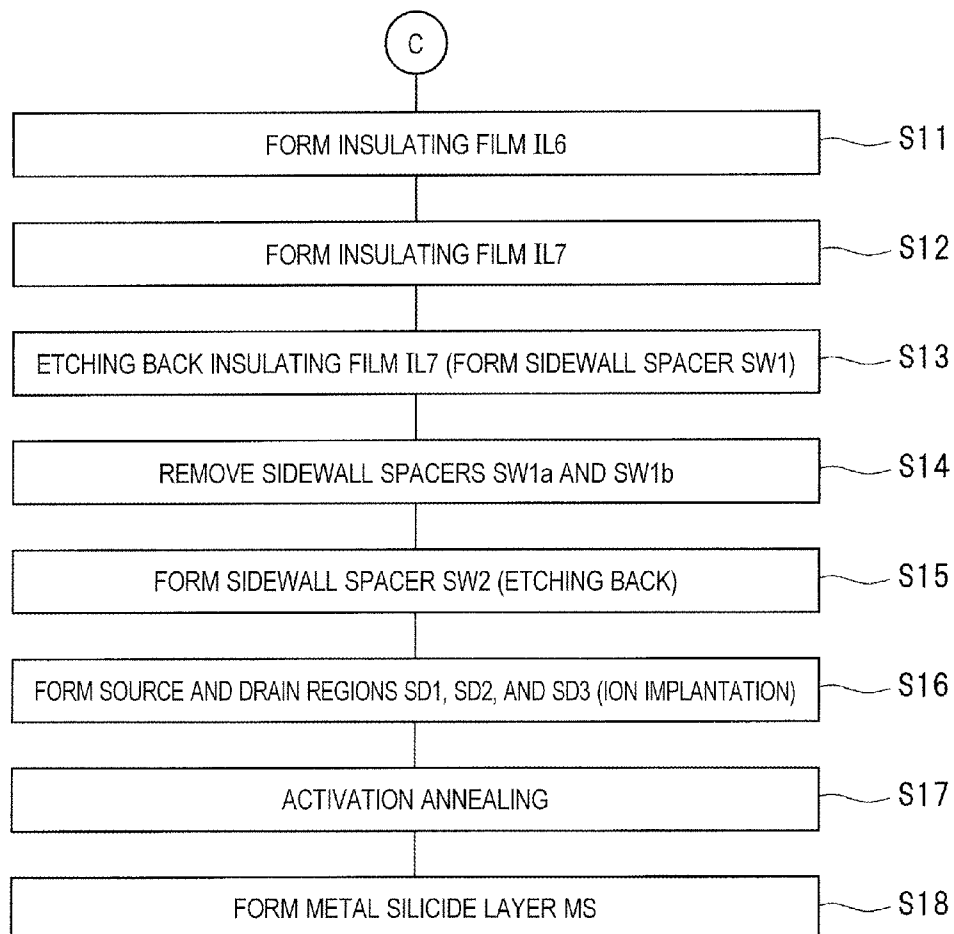 C
FORM INSULATING FILM IL6 S11
FORM INSULATING FILM IL7 S12
ETCHING BACK INSULATING FILM IL7 (FORM SIDEWALL SPACER SW1) S13
REMOVE SIDEWALL SPACERS SW1a AND SW1b S14
FORM SIDEWALL SPACER SW2 (ETCHING BACK) S15
FORM SOURCE AND DRAIN REGIONS SD1, SD2, AND SD3 (ION IMPLANTATION) S16
ACTIVATION ANNEALING S17
FORM METAL SILICIDE LAYER MS S18